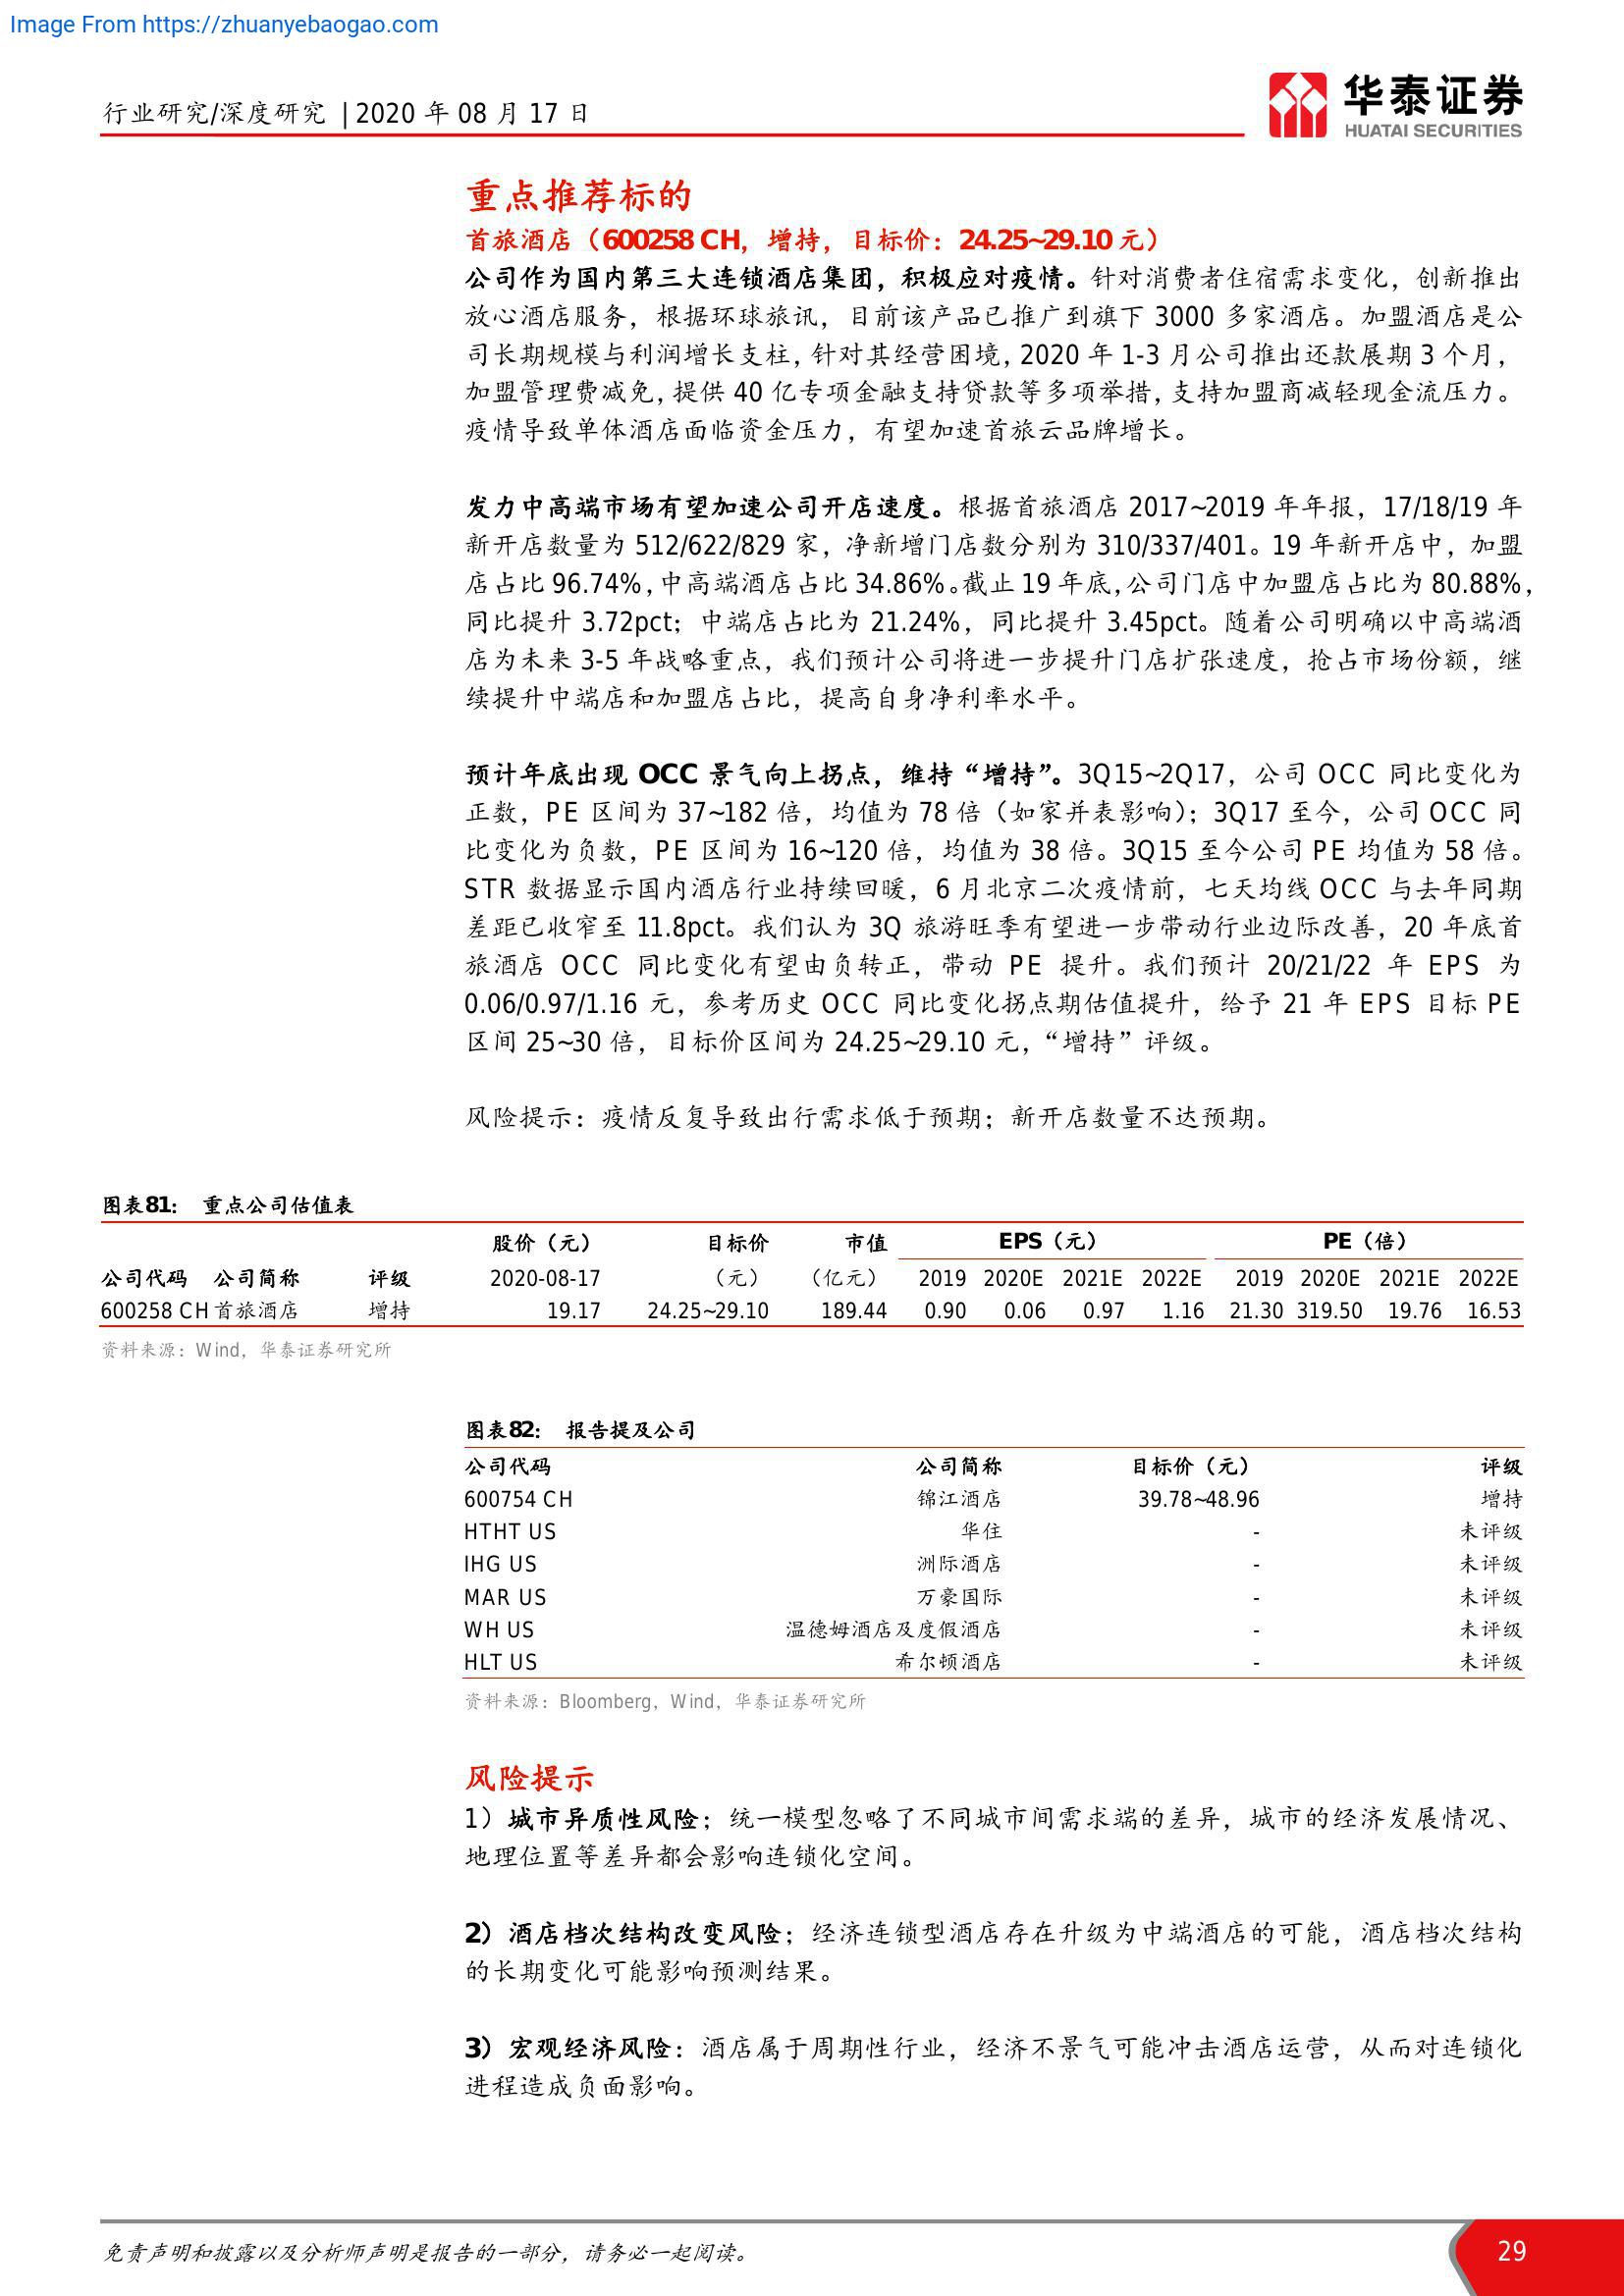 Image From https://zhuanyebaogao.com
行业研究/深度研究 | 2020 年 08 月 17 日
华泰证券
HUATAI SECURITIES
重点推荐标的
首旅酒店（600258 CH，增持，目标价：24.25~29.10 元）
公司作为国内第三大连锁酒店集团，积极应对疫情。针对消费者住宿需求变化，创新推出
放心酒店服务，根据环球旅讯，目前该产品已推广到旗下 3000 多家酒店。加盟酒店是公
司长期规模与利润增长支柱，针对其经营困境，2020 年 1-3 月公司推出还款展期 3 个月，
加盟管理费减免，提供 40 亿专项金融支持贷款等多项举措，支持加盟商减轻现金流压力。
疫情导致单体酒店面临资金压力，有望加速首旅云品牌增长。
发力中高端市场有望加速公司开店速度。根据首旅酒店 2017~2019 年年报，17/18/19 年
新开店数量为 512/622/829 家，净新增门店数分别为 310/337/401。19 年新开店中，加盟
店占比 96.74%，中高端酒店占比 34.86%。截止 19 年底，公司门店中加盟店占比为 80.88%，
同比提升 3.72pct；中端店占比为 21.24%，同比提升 3.45pct。随着公司明确以中高端酒
店为未来 3-5 年战略重点，我们预计公司将进一步提升门店扩张速度，抢占市场份额，继
续提升中端店和加盟店占比，提高自身净利率水平。
预计年底出现 OCC 景气向上拐点，维持“增持”。3Q15~2Q17，公司 OCC 同比变化为
正数，PE 区间为 37~182 倍，均值为 78 倍（如家并表影响）；3Q17 至今，公司 OCC 同
比变化为负数，PE 区间为 16~120 倍，均值为 38 倍。3Q15 至今公司 PE 均值为 58 倍。
STR 数据显示国内酒店行业持续回暖，6 月北京二次疫情前，七天均线 OCC 与去年同期
差距已收窄至 11.8pct。我们认为 3Q 旅游旺季有望进一步带动行业边际改善，20 年底首
旅酒店 OCC 同比变化有望由负转正，带动 PE 提升。我们预计 20/21/22 年 EPS 为
0.06/0.97/1.16 元，参考历史 OCC 同比变化拐点期估值提升，给予 21 年 EPS 目标 PE
区间 25~30 倍，目标价区间为 24.25~29.10 元，“增持”评级。
风险提示：疫情反复导致出行需求低于预期；新开店数量不达预期。
图表81： 重点公司估值表
股价（元） 目标价 市值 EPS（元） PE（倍）
公司代码 公司简称 评级 2020-08-17 （元） （亿元） 2019 2020E 2021E 2022E 2019 2020E 2021E 2022E
600258 CH 首旅酒店 增持 19.17 24.25~29.10 189.44 0.90 0.06 0.97 1.16 21.30 319.50 19.76 16.53
资料来源：Wind，华泰证券研究所
图表82： 报告提及公司
公司代码 公司简称 目标价（元） 评级
600754 CH 锦江酒店 39.78~48.96 增持
HTHT US 华住 - 未评级
IHG US 洲际酒店 - 未评级
MAR US 万豪国际 - 未评级
WH US 温德姆酒店及度假酒店 - 未评级
HLT US 希尔顿酒店 - 未评级
资料来源：Bloomberg，Wind，华泰证券研究所
风险提示
1）城市异质性风险；统一模型忽略了不同城市间需求端的差异，城市的经济发展情况、
地理位置等差异都会影响连锁化空间。
2）酒店档次结构改变风险；经济连锁型酒店存在升级为中端酒店的可能，酒店档次结构
的长期变化可能影响预测结果。
3）宏观经济风险：酒店属于周期性行业，经济不景气可能冲击酒店运营，从而对连锁化
进程造成负面影响。
免责声明和披露以及分析师声明是报告的一部分，请务必一起阅读。
29